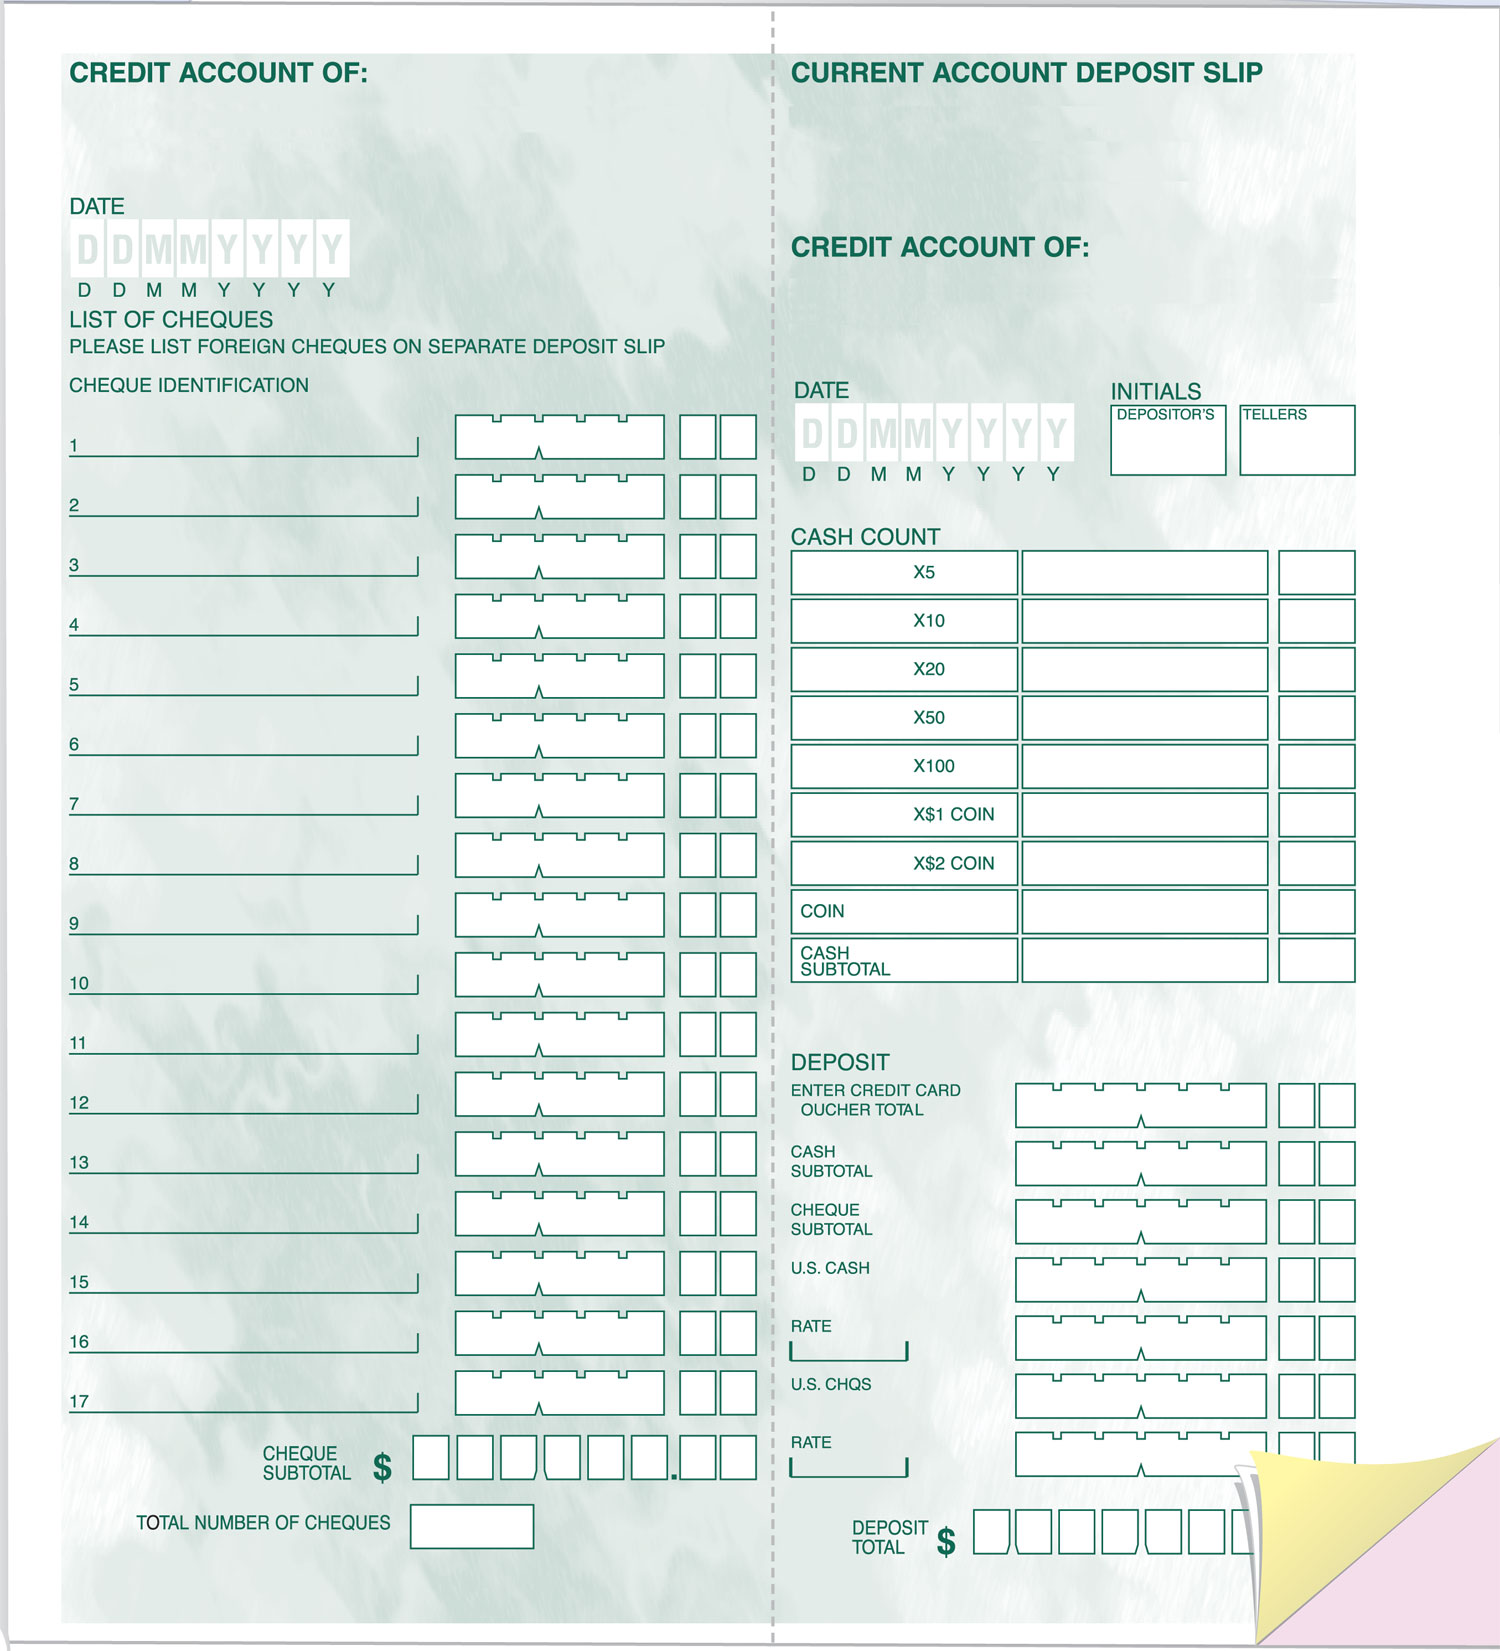 CREDIT ACCOUNT OF:
DATE
D D M M Y Y Y Y
D D M M Y Y Y Y
LIST OF CHEQUES
PLEASE LIST FOREIGN CHEQUES ON SEPARATE DEPOSIT SLIP
CHEQUE IDENTIFICATION
1
2
3
4
5
6
7
8
9
10
11
12
13
14
15
16
17
CHEQUE
SUBTOTAL $ .
TOTAL NUMBER OF CHEQUES
CURRENT ACCOUNT DEPOSIT SLIP
CREDIT ACCOUNT OF:
DATE
D D M M Y Y Y Y
D D M M Y Y Y Y
INITIALS
DEPOSITOR'S TELLERS
CASH COUNT
X5
X10
X20
X50
X100
X$1 COIN
X$2 COIN
COIN
CASH
SUBTOTAL
DEPOSIT
ENTER CREDIT CARD
OUCHER TOTAL
CASH
SUBTOTAL
CHEQUE
SUBTOTAL
U.S. CASH
RATE
U.S. CHQS
RATE
DEPOSIT
TOTAL $